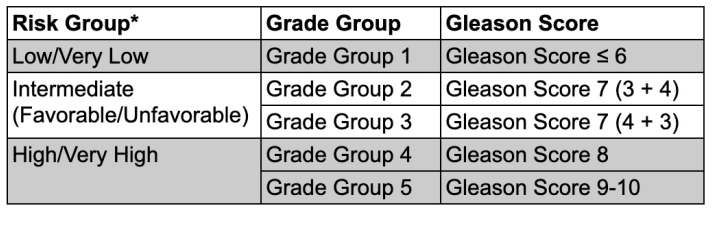 Risk Group* Grade Group Gleason Score
Low/Very Low Grade Group 1 Gleason Score ≤ 6
Intermediate Grade Group 2 Gleason Score 7 (3 + 4)
(Favorable/Unfavorable) Grade Group 3 Gleason Score 7 (4 + 3)
High/Very High Grade Group 4 Gleason Score 8
Grade Group 5 Gleason Score 9-10